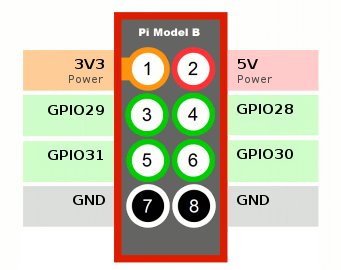 Pi Model B
3V3 1 2 5V
Power Power
GPIO29 3 4 GPIO28
GPIO31 5 6 GPIO30
GND 7 8 GND